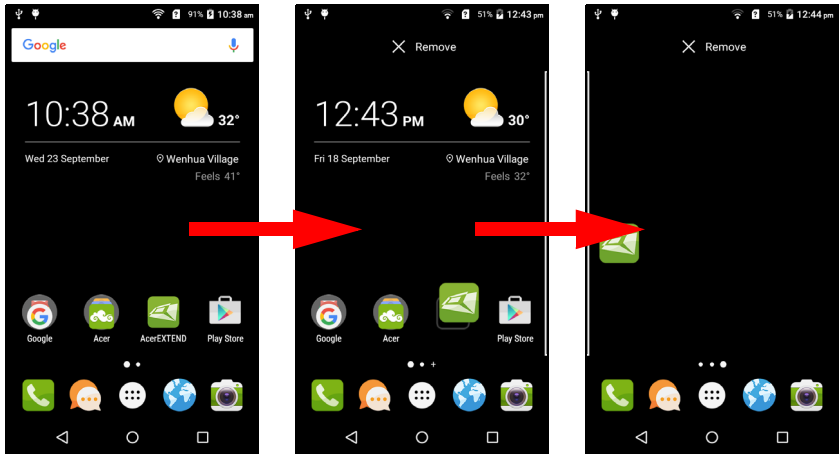 91% 10:38 am
Google
10:38 AM
32°
Wed 23 September
Wenhua Village
Feels 41°
Google
Acer
AcerEXTEND
Play Store
51% 12:43 pm
Remove
12:43 PM
30°
Fri 18 September
Wenhua Village
Feels 32°
Google
Acer
Play Store
51% 12:44 pm
Remove